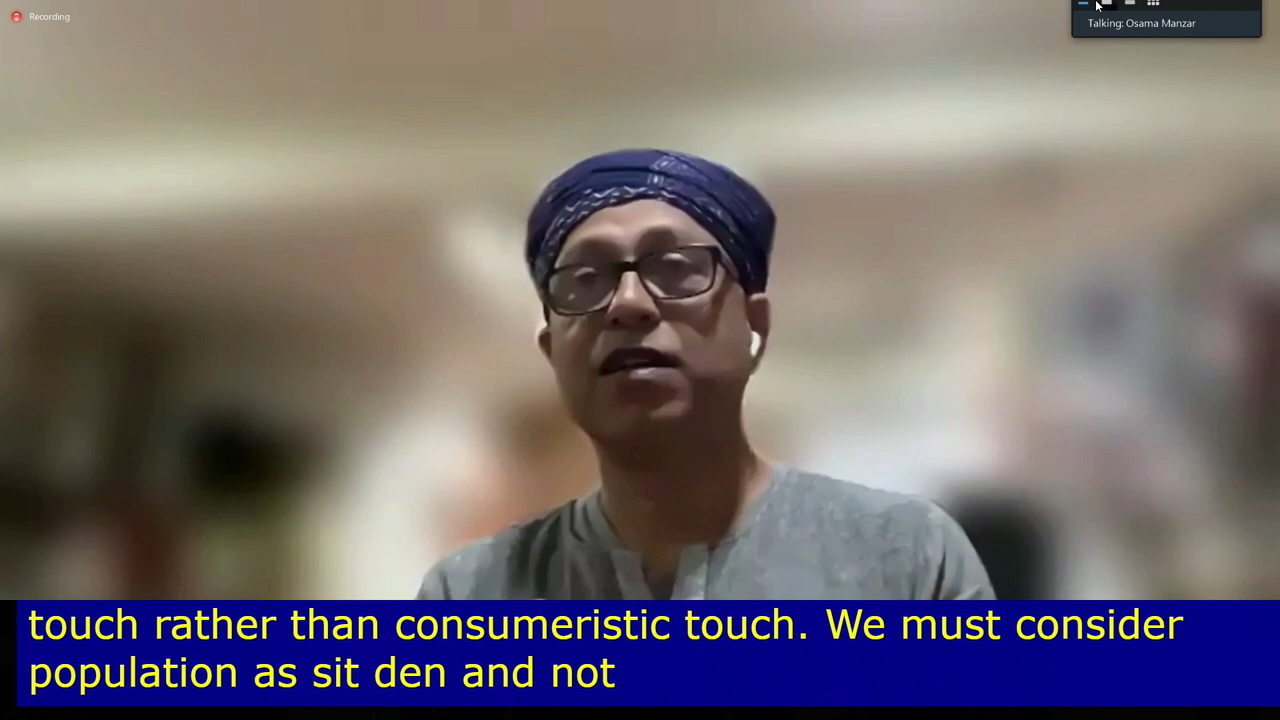 Recording
Talking: Osama Manzar
touch rather than consumeristic touch. We must consider
population as sit den and not